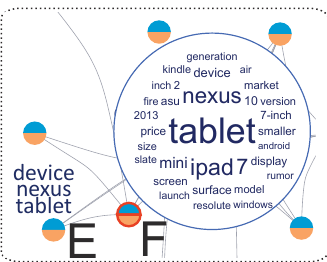 generation
kindle device air
inch 2 market
fire asu nexus 10 version
2013 7-inch
price tablet smaller
size android
slate mini ipad 7 display
rumor
screen
surface model
launch
resolute windows
device
nexus
tablet
E F